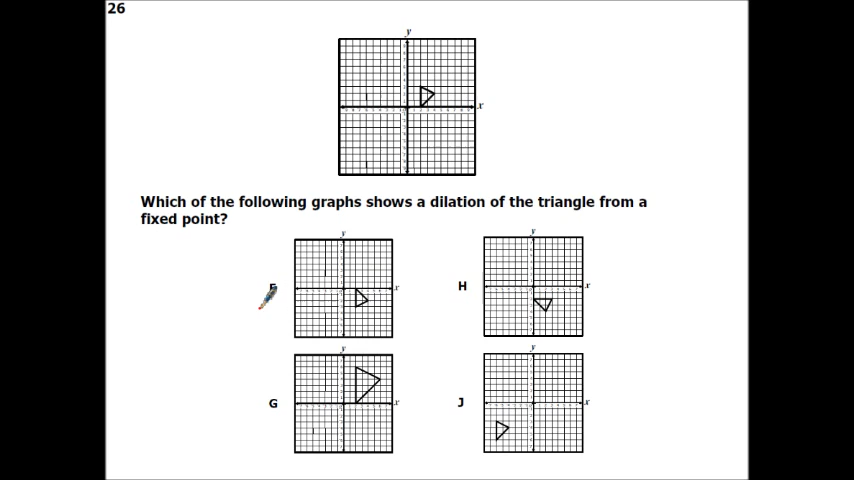 26
y
x
Which of the following graphs shows a dilation of the triangle from a
fixed point?
y
x
F
y
x
H
y
x
G
y
x
J